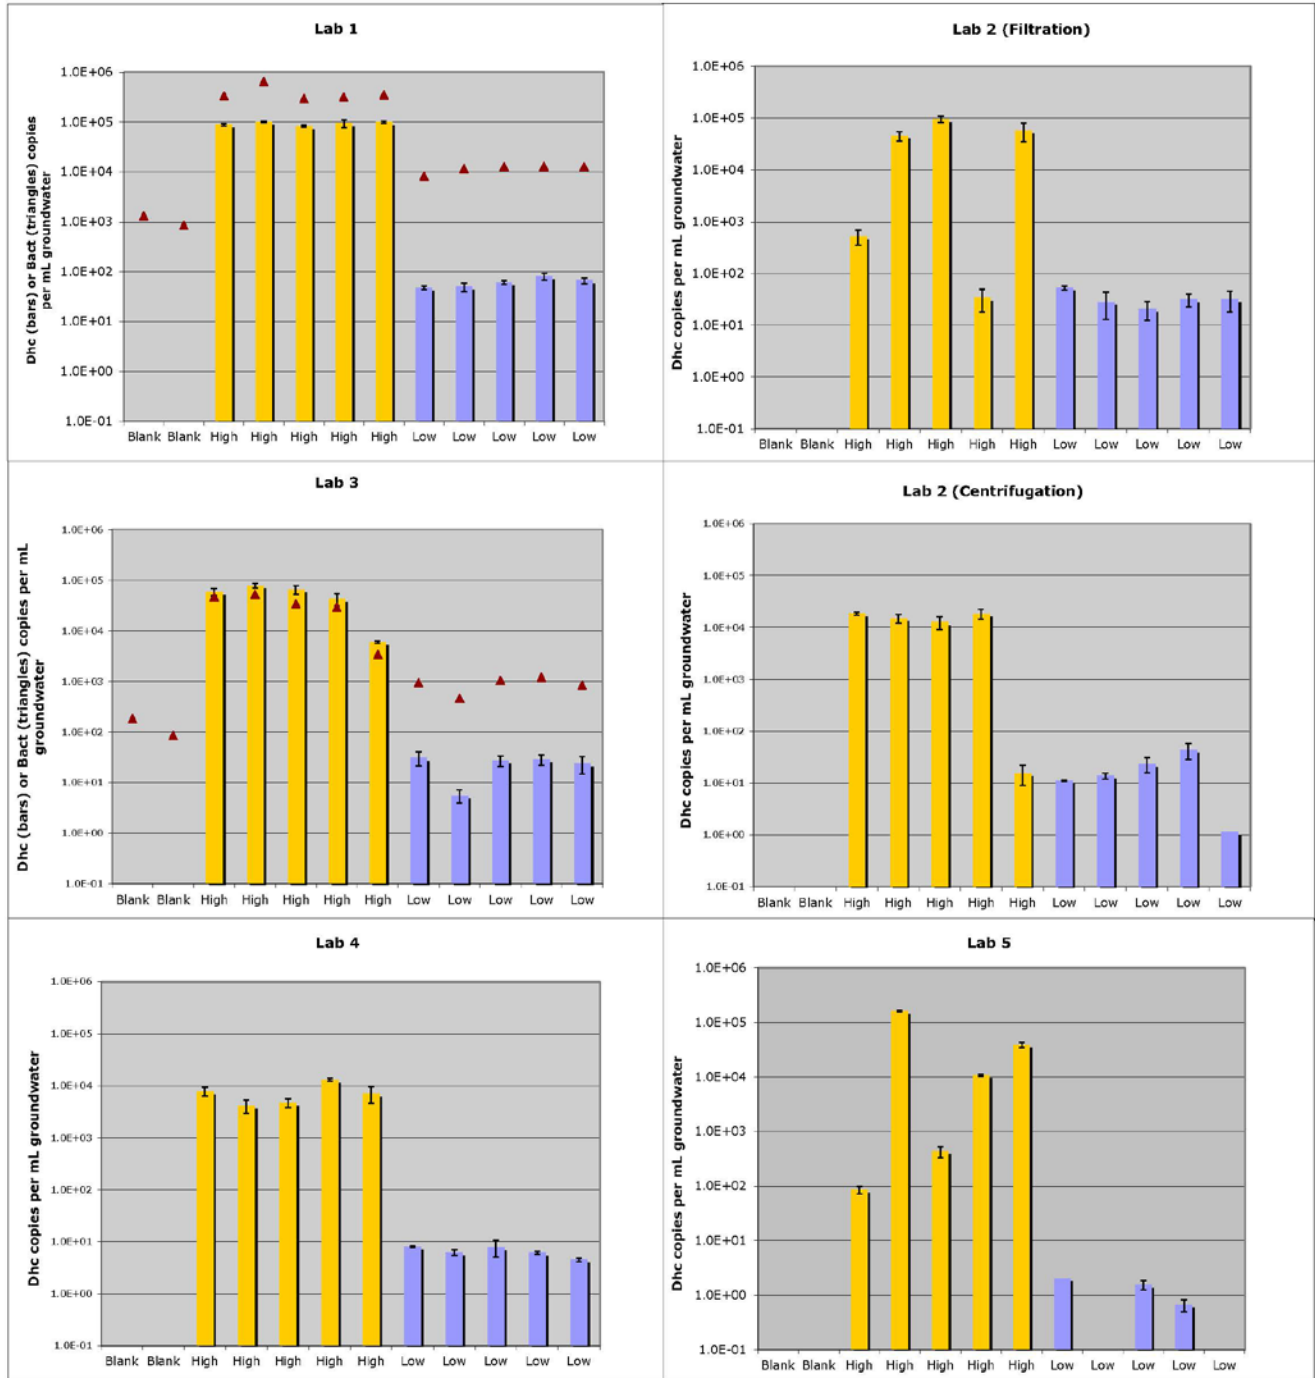 Lab 1
Dhc (bars) or Bact (triangles) copies
per mL groundwater
1.0E+06
1.0E+05
1.0E+04
1.0E+03
1.0E+02
1.0E+01
1.0E+00
1.0E-01
Blank Blank High High High High High Low Low Low Low Low
Lab 2 (Filtration)
Dhc copies per mL groundwater
1.0E+06
1.0E+05
1.0E+04
1.0E+03
1.0E+02
1.0E+01
1.0E+00
1.0E-01
Blank Blank High High High High High Low Low Low Low Low
Lab 3
Dhc (bars) or Bact (triangles) copies per mL
groundwater
1.0E+06
1.0E+05
1.0E+04
1.0E+03
1.0E+02
1.0E+01
1.0E+00
1.0E-01
Blank Blank High High High High High Low Low Low Low Low
Lab 2 (Centrifugation)
Dhc copies per mL groundwater
1.0E+06
1.0E+05
1.0E+04
1.0E+03
1.0E+02
1.0E+01
1.0E+00
1.0E-01
Blank Blank High High High High High Low Low Low Low Low
Lab 4
Dhc copies per mL groundwater
1.0E+06
1.0E+05
1.0E+04
1.0E+03
1.0E+02
1.0E+01
1.0E+00
1.0E-01
Blank Blank High High High High High Low Low Low Low Low
Lab 5
Dhc copies per mL groundwater
1.0E+06
1.0E+05
1.0E+04
1.0E+03
1.0E+02
1.0E+01
1.0E+00
1.0E-01
Blank Blank High High High High High Low Low Low Low Low